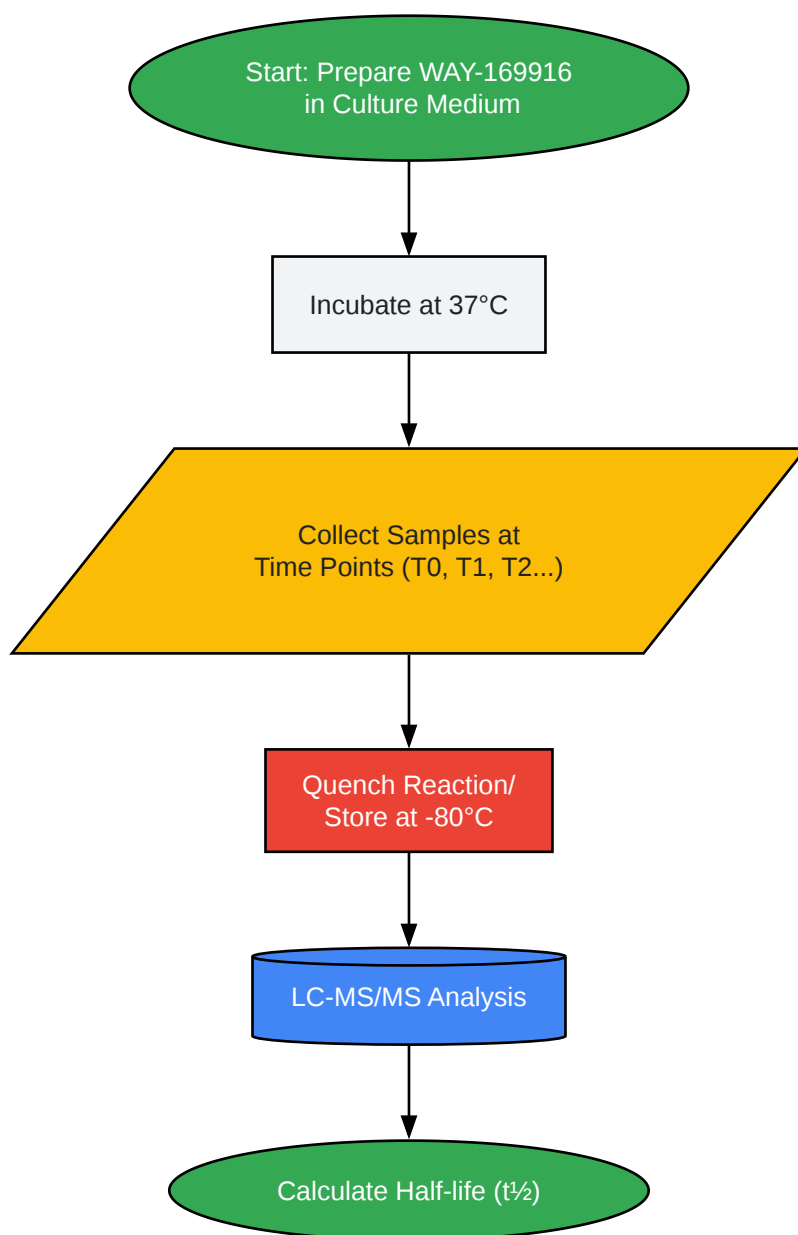 Start: Prepare WAY-169916
in Culture Medium
Incubate at 37°C
Collect Samples at
Time Points (T0, T1, T2...)
Quench Reaction/
Store at -80°C
LC-MS/MS Analysis
Calculate Half-life (t½)